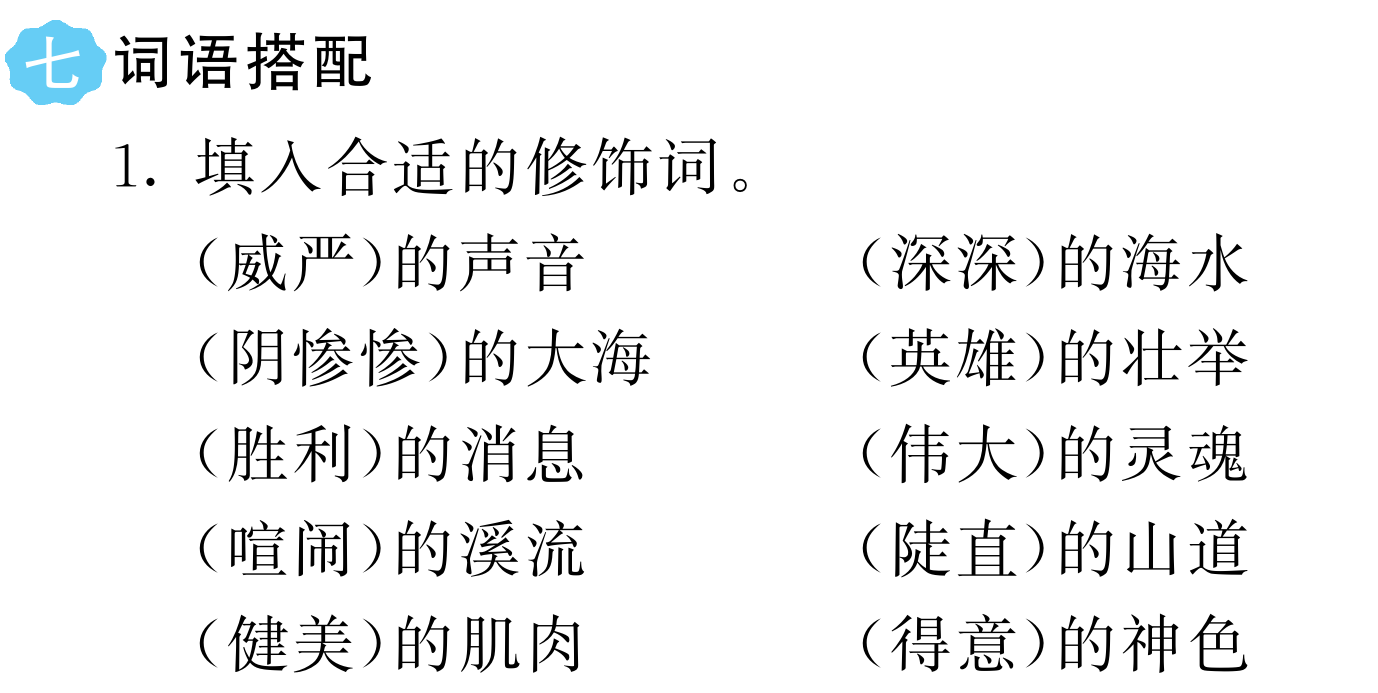 七 词语搭配
1. 填入合适的修饰词。
（威严）的声音 （深深）的海水
（阴惨惨）的大海 （英雄）的壮举
（胜利）的消息 （伟大）的灵魂
（喧闹）的溪流 （陡直）的山道
（健美）的肌肉 （得意）的神色